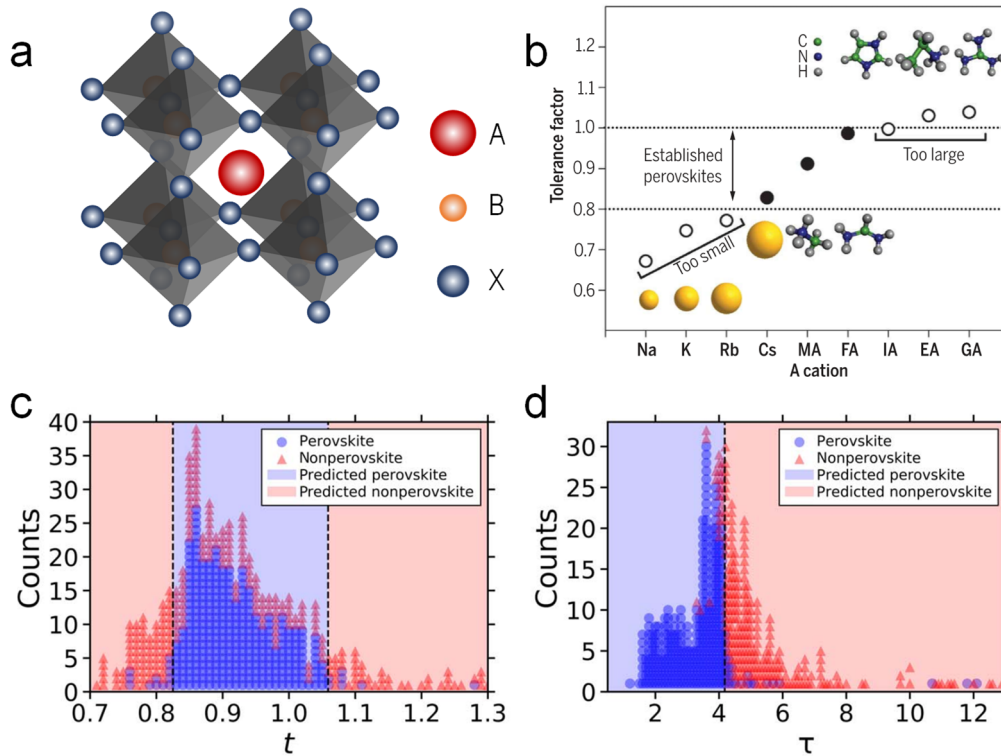 a
A
B
X
b
C
N
H
Tolerance factor
1.2
1.1
1.0
0.9
0.8
0.7
0.6
Established
perovskites
Too large
Too small
Na K Rb Cs MA FA IA EA GA
A cation
c
Counts
40
35
30
25
20
15
10
5
0
Perovskite
Nonperovskite
Predicted perovskite
Predicted nonperovskite
0.7 0.8 0.9 1.0 1.1 1.2 1.3
t
d
Counts
30
25
20
15
10
5
0
Perovskite
Nonperovskite
Predicted perovskite
Predicted nonperovskite
2 4 6 8 10 12
τ